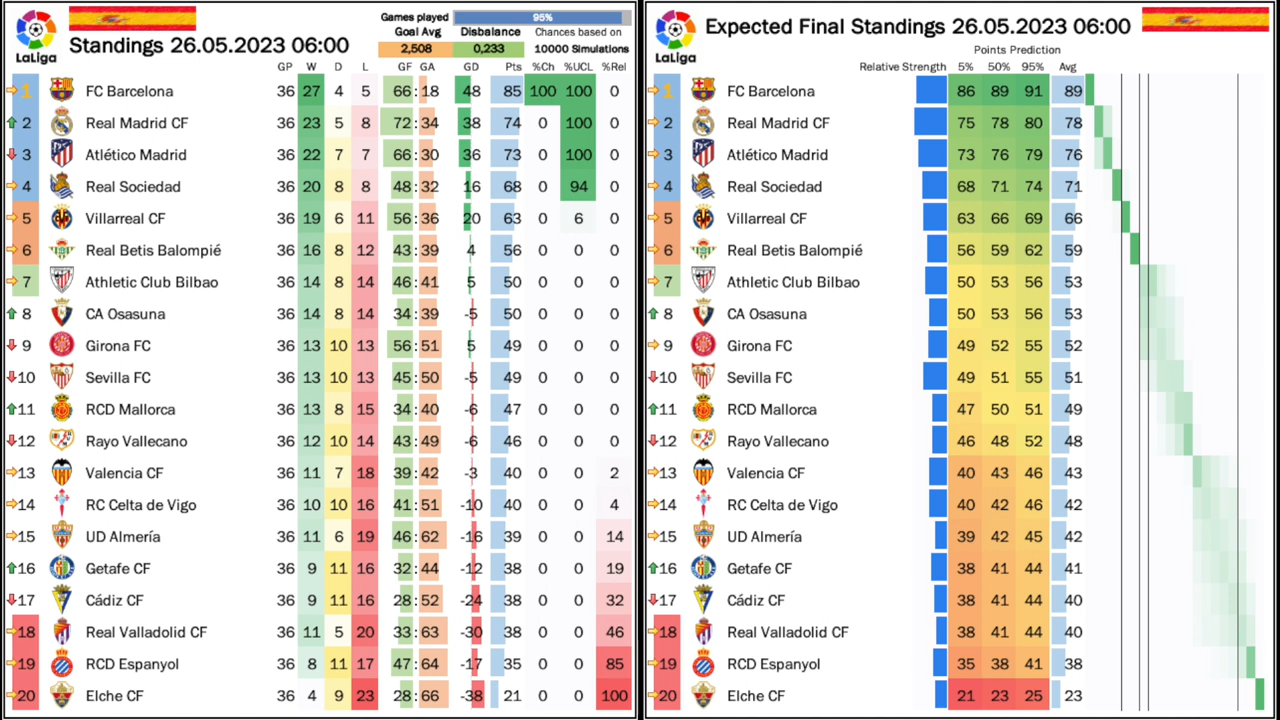 LaLiga
Standings 26.05.2023 06:00
Games played 95%
Goal Avg Disbalance Chances based on
2,508 0,233 10000 Simulations
GP W D L GF GA GD Pts %Ch %UCL %Rel
1 FC Barcelona 36 27 4 5 66:18 48 85 100 100 0
2 Real Madrid CF 36 23 5 8 72:34 38 74 0 100 0
3 Atlético Madrid 36 22 7 7 66:30 36 73 0 100 0
4 Real Sociedad 36 20 8 8 48:32 16 68 0 94 0
5 Villarreal CF 36 19 6 11 56:36 20 63 0 6 0
6 Real Betis Balompié 36 16 8 12 43:39 4 56 0 0 0
7 Athletic Club Bilbao 36 14 8 14 46:41 5 50 0 0 0
8 CA Osasuna 36 14 8 14 34:39 -5 50 0 0 0
9 Girona FC 36 13 10 13 56:51 5 49 0 0 0
10 Sevilla FC 36 13 10 13 45:50 -5 49 0 0 0
11 RCD Mallorca 36 13 8 15 34:40 -6 47 0 0 0
12 Rayo Vallecano 36 12 10 14 43:49 -6 46 0 0 0
13 Valencia CF 36 11 7 18 39:42 -3 40 0 0 2
14 RC Celta de Vigo 36 10 10 16 41:51 -10 40 0 0 4
15 UD Almería 36 11 6 19 46:62 -16 39 0 0 14
16 Getafe CF 36 9 11 16 32:44 -12 38 0 0 19
17 Cádiz CF 36 9 11 16 28:52 -24 38 0 0 32
18 Real Valladolid CF 36 11 5 20 33:63 -30 38 0 0 46
19 RCD Espanyol 36 8 11 17 47:64 -17 35 0 0 85
20 Elche CF 36 4 9 23 28:66 -38 21 0 0 100
LaLiga
Expected Final Standings 26.05.2023 06:00
Points Prediction
Relative Strength 5% 50% 95% Avg
1 FC Barcelona 86 89 91 89
2 Real Madrid CF 75 78 80 78
3 Atlético Madrid 73 76 79 76
4 Real Sociedad 68 71 74 71
5 Villarreal CF 63 66 69 66
6 Real Betis Balompié 56 59 62 59
7 Athletic Club Bilbao 50 53 56 53
8 CA Osasuna 50 53 56 53
9 Girona FC 49 52 55 52
10 Sevilla FC 49 51 55 51
11 RCD Mallorca 47 50 51 49
12 Rayo Vallecano 46 48 52 48
13 Valencia CF 40 43 46 43
14 RC Celta de Vigo 40 42 46 42
15 UD Almería 39 42 45 42
16 Getafe CF 38 41 44 41
17 Cádiz CF 38 41 44 40
18 Real Valladolid CF 38 41 44 40
19 RCD Espanyol 35 38 41 38
20 Elche CF 21 23 25 23